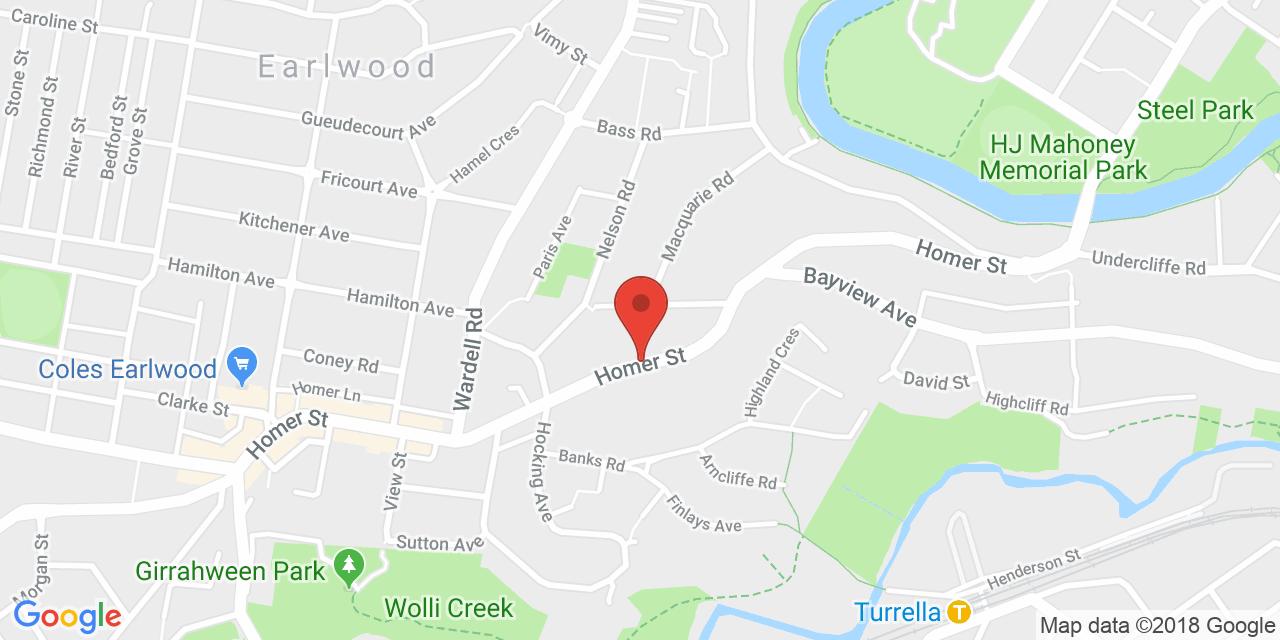 Caroline St
Earlwood
Vimy St
Stone St
Richmond St
River St
Bedford St
Grove St
Gueudecourt Ave
Hamel Cres
Bass Rd
Steel Park
HJ Mahoney
Memorial Park
Fricourt Ave
Kitchener Ave
Paris Ave
Nelson Rd
Macquarie Rd
Homer St
Undercliffe Rd
Hamilton Ave
Hamilton Ave
Bayview Ave
Wardell Rd
Coles Earlwood
Coney Rd
Homer St
Highland Cres
David St
Homer Ln
Clarke St
Highcliff Rd
Homer St
Hocking Ave
Banks Rd
Arncliffe Rd
View St
Finlays Ave
Sutton Ave
Morgan St
Girrahween Park
Henderson St
Wolli Creek
Turrella
T
Google
Map data ©2018 Google